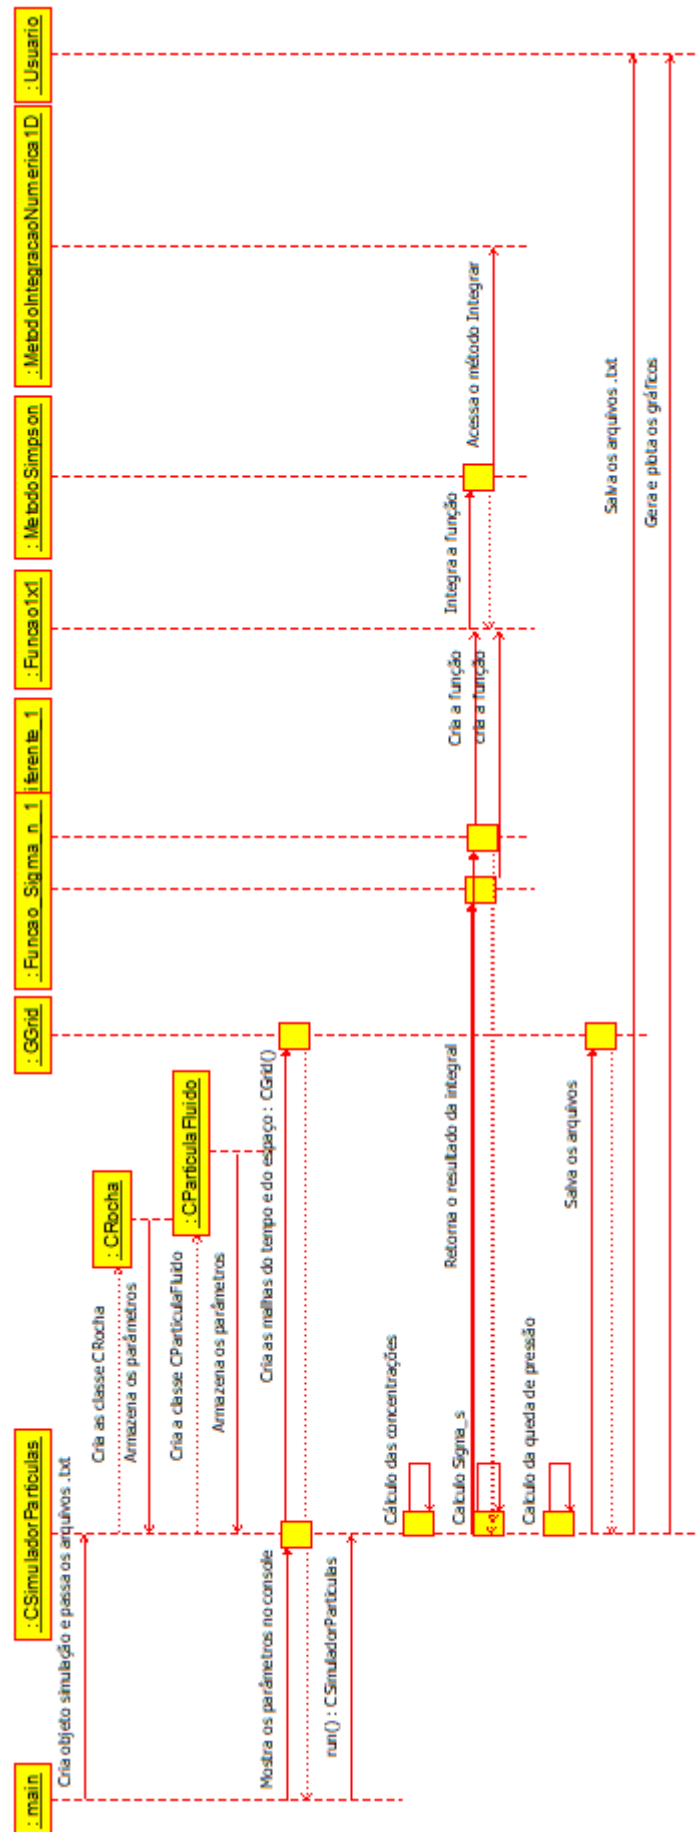 : main
: CSimuladorParticulas
: CRocha
:CParticulaFluido
: GGrid
: Funcao_Sigma_n_1
iferente_1
: Funcao1x1
: MetodoSimpson
: MetodoIntegracaoNumerica1D
: Usuario
Cria objeto simulação e passa os arquivos .txt
Cria as classe CRocha
Armazena os parâmetros
Cria a classe CParticulaFluido
Armazena os parâmetros
Mostra os parâmetros no console
Cria as malhas do tempo e do espaço : CGrid()
run() : CSimuladorParticulas
Cálculo das concentrações
Calculo Sigma_s
Retorna o resultado da integral
Cria a função
cria a função
Integra a função
Acessa o método Integrar
Calculo da queda de pressão
Salva os arquivos
Salva os arquivos .txt
Gera e plota os gráficos